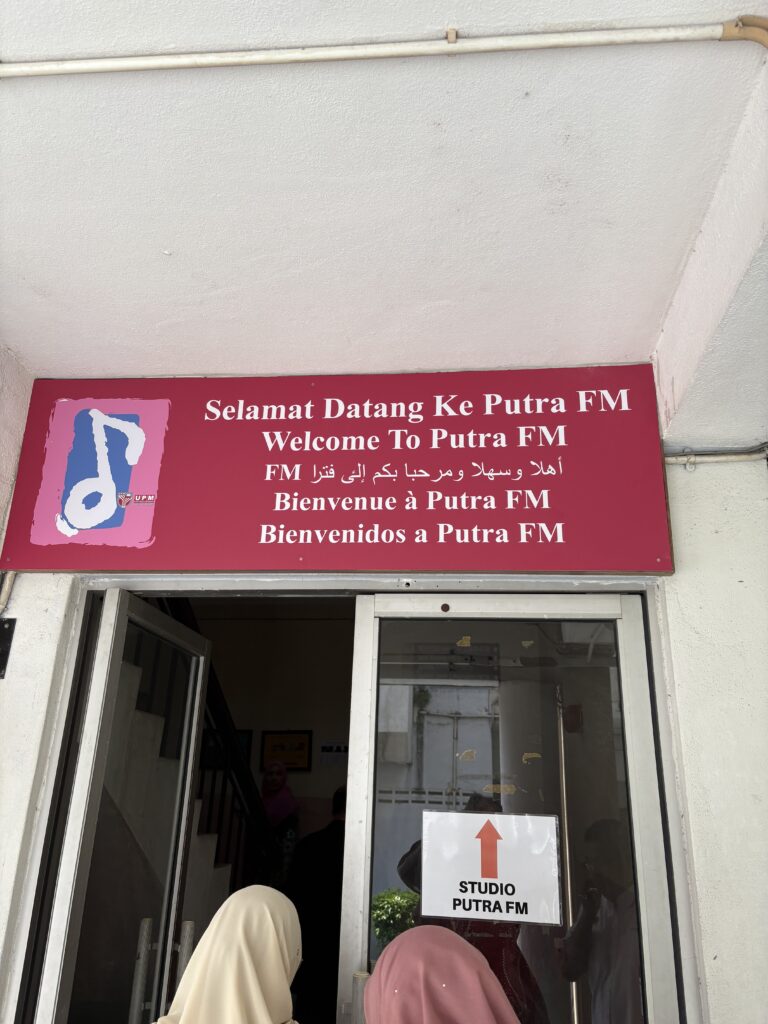 Selamat Datang Ke Putra FM
Welcome To Putra FM
أهلا وسهلا ومرحبا بكم إلئ فترا FM
Bienvenue à Putra FM
Bienvenidos a Putra FM
UPM
STUDIO
PUTRA FM